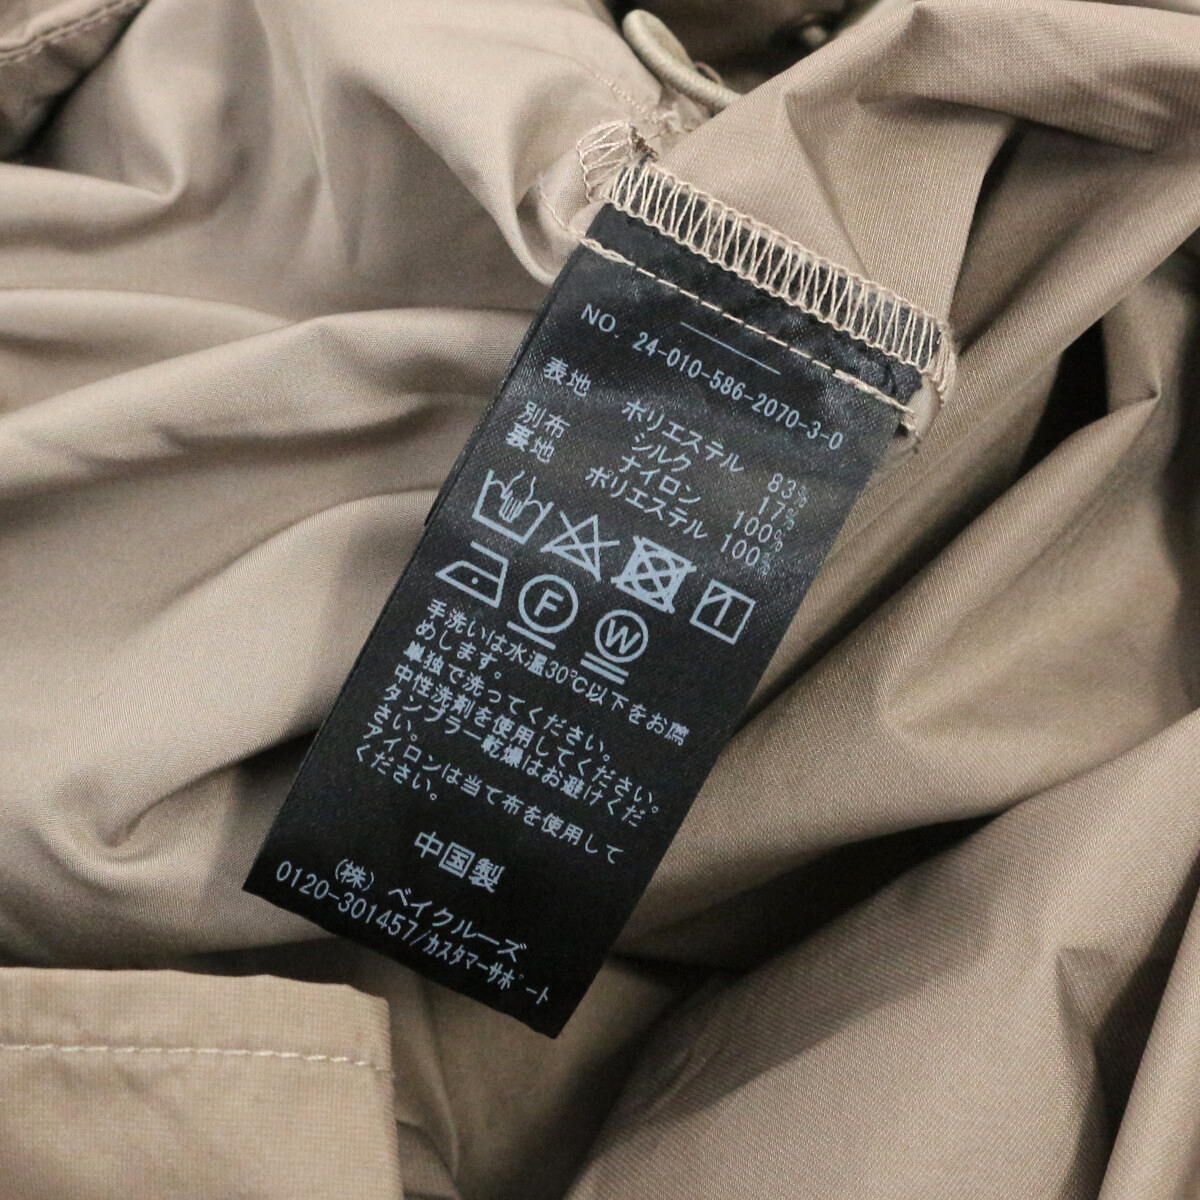 NO. 24-010-586-2070-3-0
表地 ポリエステル 83%
シルク 17%
別布 ナイロン 100%
裏地 ポリエステル 100%
F W
手洗いは水温30℃以下をお薦
めします。
単独で洗ってください。
中性洗剤を使用してください。
タンブラー乾燥はお避けくだ
さい。
アイロンは当て布を使用して
ください。
中国製
(株) ベイクルーズ
0120-301457/ｶｽﾀﾏｰｻﾎﾟｰﾄ